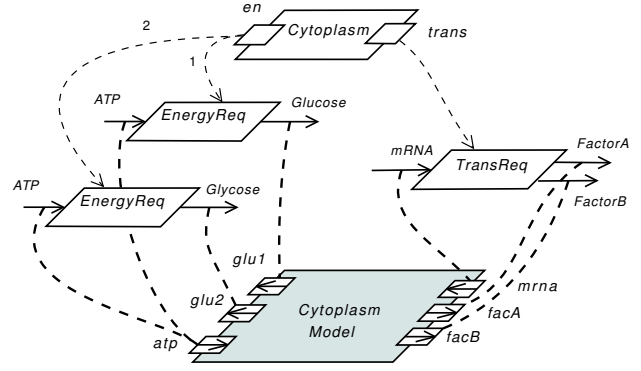 en
2
Cytoplasm
trans
1
ATP
EnergyReq
Glucose
mRNA
TransReq
FactorA
ATP
EnergyReq
Glycose
FactorB
glu1
mrna
glu2
Cytoplasm
Model
facA
atp
facB